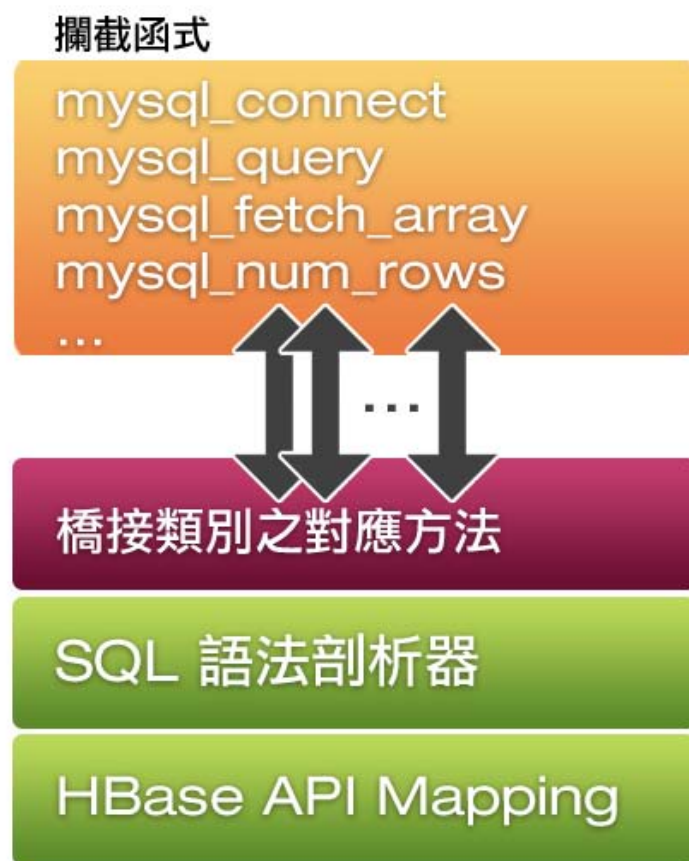 攔截函式
mysql_connect
mysql_query
mysql_fetch_array
mysql_num_rows
...
...
橋接類別之對應方法
SQL 語法剖析器
HBase API Mapping